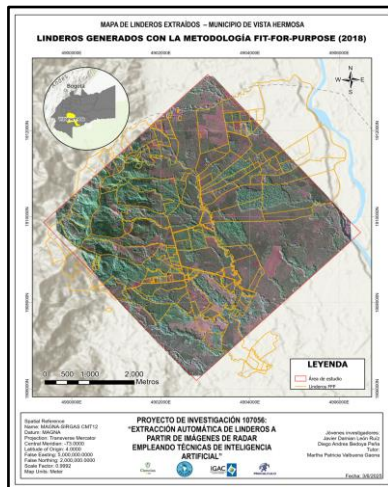 MAPA DE LINDEROS EXTRAÍDOS – MUNICIPIO DE VISTA HERMOSA
LINDEROS GENERADOS CON LA METODOLOGÍA FIT-FOR-PURPOSE (2018)
Bogotá
N
W
E
S
0 500 1.000 2.000
Metros
LEYENDA
Área de estudio
Linderos FFP
Spatial Reference
Name: MAGNA-SIRGAS CMT12
Datum: MAGNA
Projection: Transverse Mercator
Central Meridian: -73.0000
Latitude of Origin: 4.0000
False Easting: 5,000,000.0000
False Northing: 2,000,000.0000
Scale Factor: 0.9992
Map Units: Meter
PROYECTO DE INVESTIGACIÓN 107056:
"EXTRACCIÓN AUTOMÁTICA DE LINDEROS A
PARTIR DE IMÁGENES DE RADAR
EMPLEANDO TÉCNICAS DE INTELIGENCIA
ARTIFICIAL"
IGAC
Jóvenes investigadores:
Javier Damian León Ruiz
Diego Andres Bedoya Peña
Tutor:
Martha Patricia Valbuena Gaona